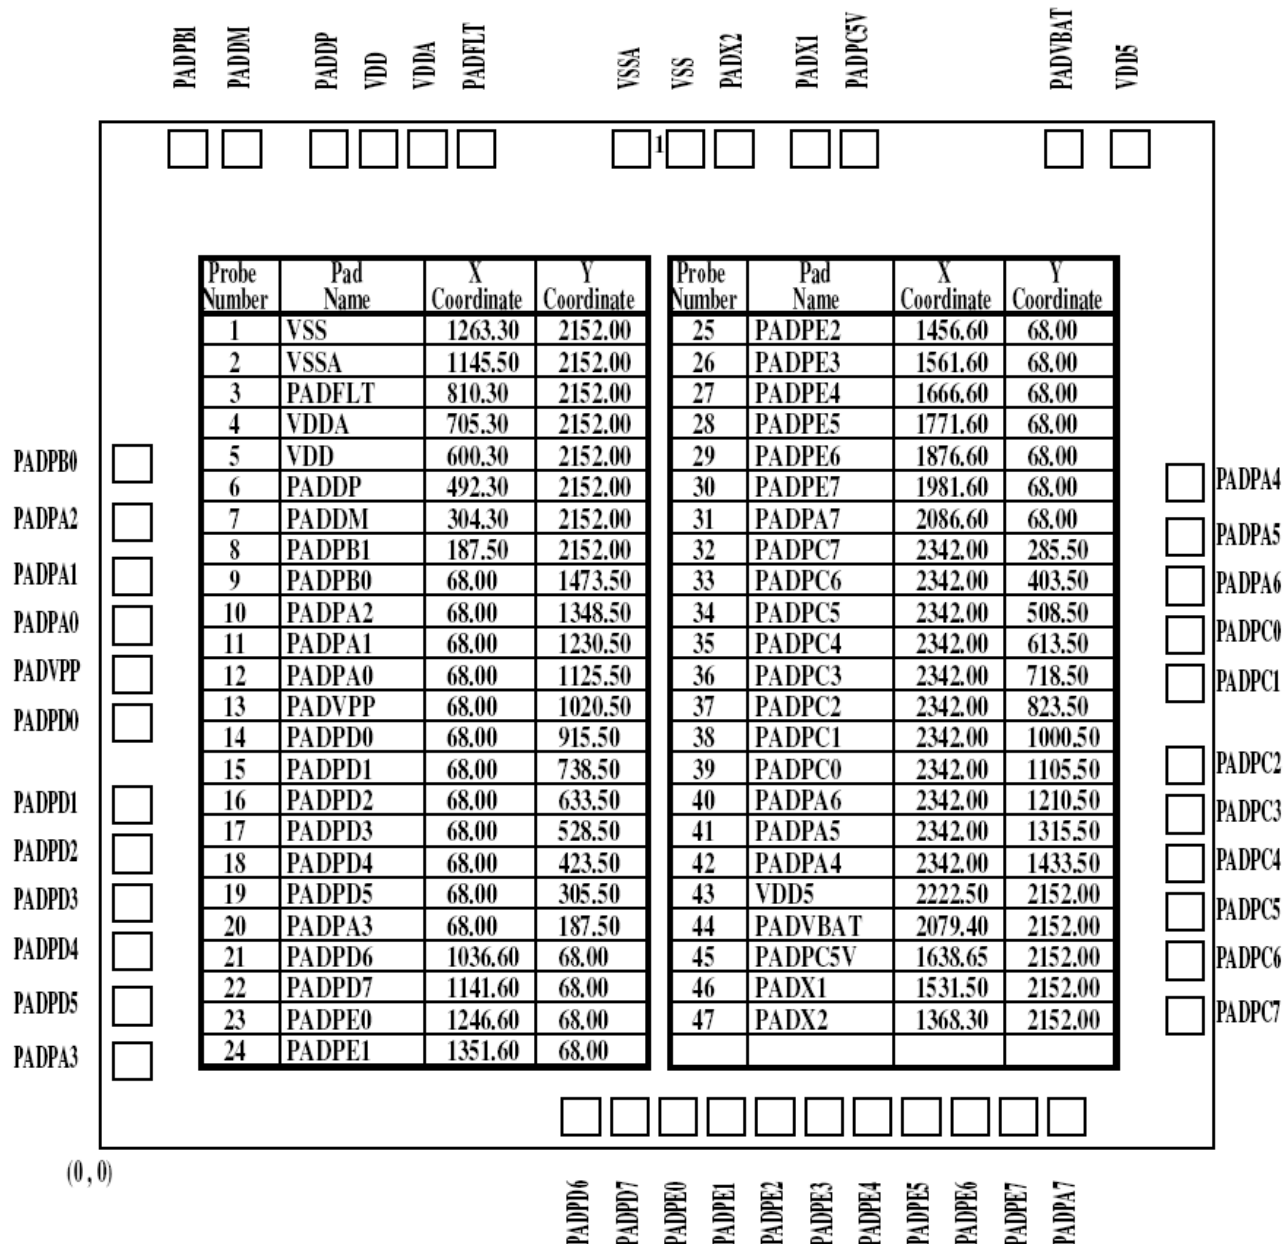 PADPB1 PADDM PADDP VDD VDDA PADFLT VSSA VSS PADX2 PADX1 PADPC5V PADVBAT VDD5
1
Probe Number Pad Name X Coordinate Y Coordinate Probe Number Pad Name X Coordinate Y Coordinate
1 VSS 1263.30 2152.00 25 PADPE2 1456.60 68.00
2 VSSA 1145.50 2152.00 26 PADPE3 1561.60 68.00
3 PADFLT 810.30 2152.00 27 PADPE4 1666.60 68.00
4 VDDA 705.30 2152.00 28 PADPE5 1771.60 68.00
5 VDD 600.30 2152.00 29 PADPE6 1876.60 68.00
6 PADDP 492.30 2152.00 30 PADPE7 1981.60 68.00
7 PADDM 304.30 2152.00 31 PADPA7 2086.60 68.00
8 PADPB1 187.50 2152.00 32 PADPC7 2342.00 285.50
9 PADPB0 68.00 1473.50 33 PADPC6 2342.00 403.50
10 PADPA2 68.00 1348.50 34 PADPC5 2342.00 508.50
11 PADPA1 68.00 1230.50 35 PADPC4 2342.00 613.50
12 PADPA0 68.00 1125.50 36 PADPC3 2342.00 718.50
13 PADVPP 68.00 1020.50 37 PADPC2 2342.00 823.50
14 PADPD0 68.00 915.50 38 PADPC1 2342.00 1000.50
15 PADPD1 68.00 738.50 39 PADPC0 2342.00 1105.50
16 PADPD2 68.00 633.50 40 PADPA6 2342.00 1210.50
17 PADPD3 68.00 528.50 41 PADPA5 2342.00 1315.50
18 PADPD4 68.00 423.50 42 PADPA4 2342.00 1433.50
19 PADPD5 68.00 305.50 43 VDD5 2222.50 2152.00
20 PADPA3 68.00 187.50 44 PADVBAT 2079.40 2152.00
21 PADPD6 1036.60 68.00 45 PADPC5V 1638.65 2152.00
22 PADPD7 1141.60 68.00 46 PADX1 1531.50 2152.00
23 PADPE0 1246.60 68.00 47 PADX2 1368.30 2152.00
24 PADPE1 1351.60 68.00
PADPB0
PADPA2
PADPA1
PADPA0
PADVPP
PADPD0
PADPD1
PADPD2
PADPD3
PADPD4
PADPD5
PADPA3
PADPA4
PADPA5
PADPA6
PADPC0
PADPC1
PADPC2
PADPC3
PADPC4
PADPC5
PADPC6
PADPC7
(0,0)
PADPD6 PADPD7 PADPE0 PADPE1 PADPE2 PADPE3 PADPE4 PADPE5 PADPE6 PADPE7 PADPA7